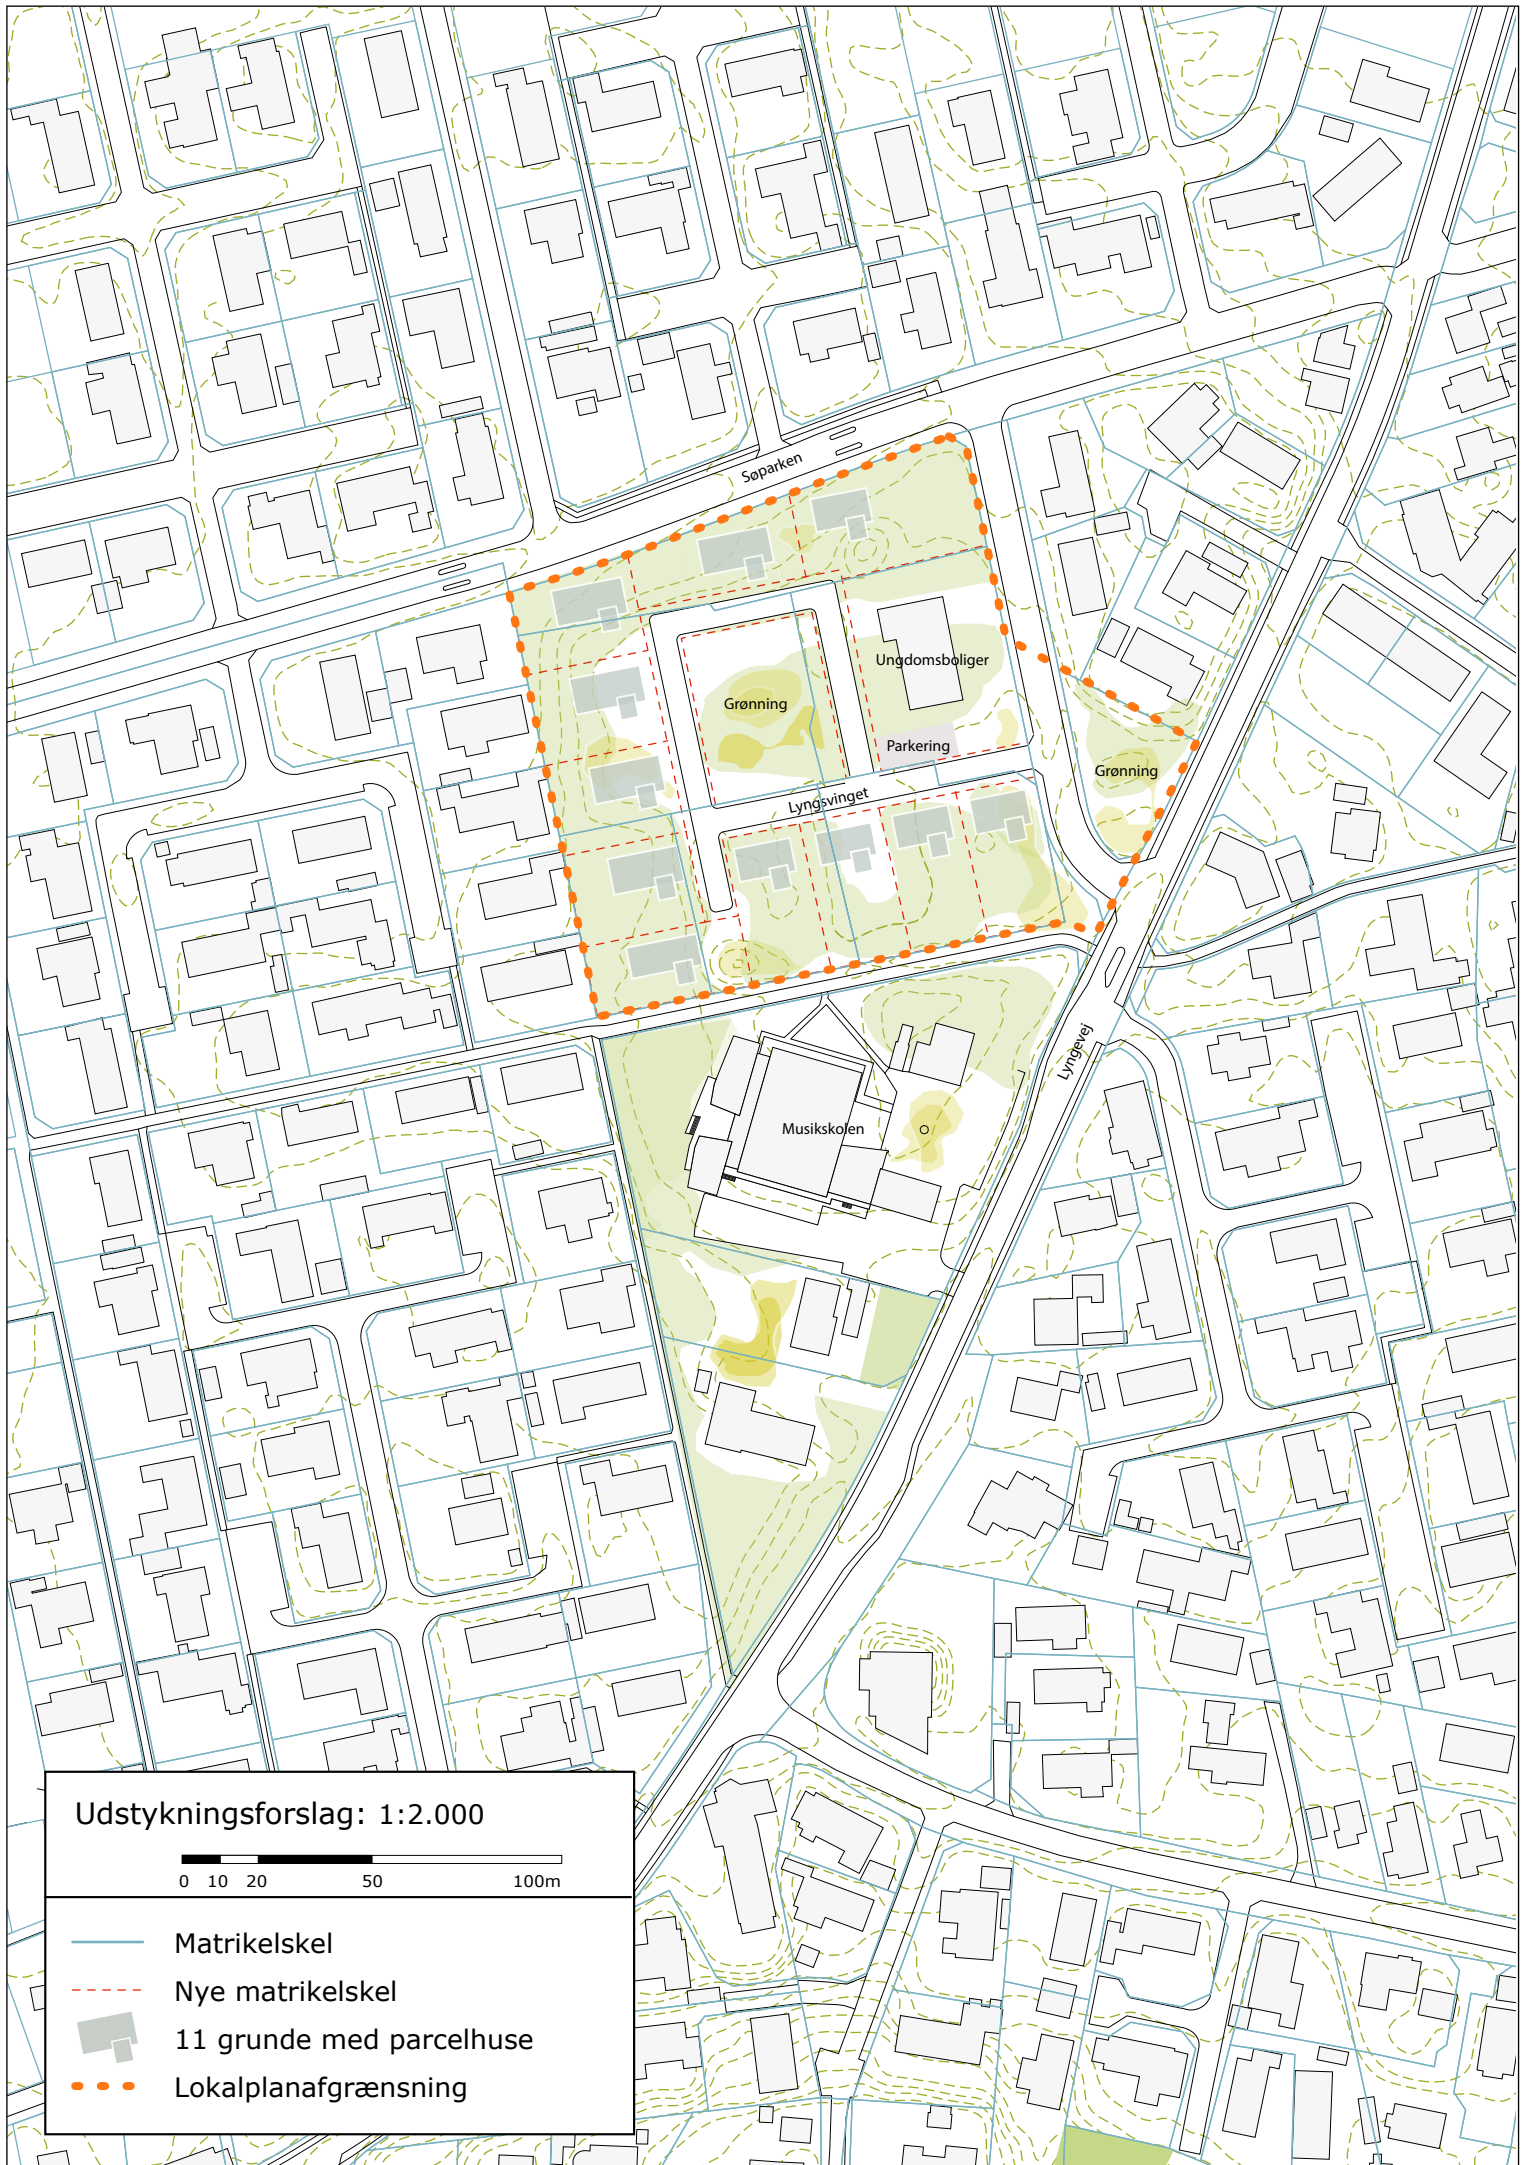 Søparken
Ungdomsboliger
Grønning
Parkering
Grønning
Lyngsvinget
Lyngevej
Musikskolen
Udstykningsforslag: 1:2.000
0 10 20 50 100m
Matrikelskel
Nye matrikelskel
11 grunde med parcelhuse
Lokalplanafgrænsning